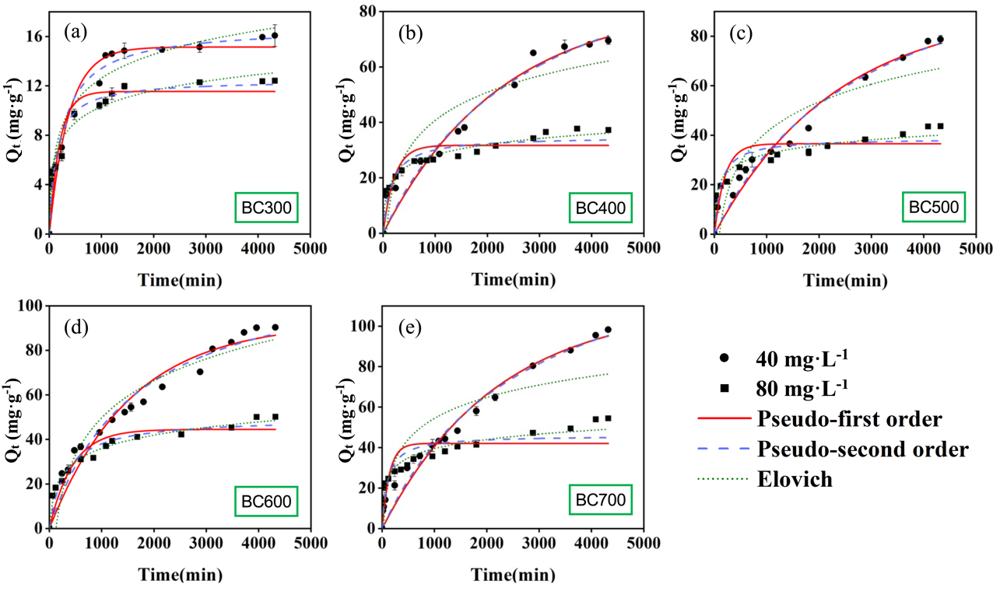 (a)
16
12
8
4
0
Qt (mg·g-1)
BC300
0 1000 2000 3000 4000 5000
Time(min)
(b)
80
60
40
20
0
Qt (mg·g-1)
BC400
0 1000 2000 3000 4000 5000
Time(min)
(c)
80
60
40
20
0
Qt (mg·g-1)
BC500
0 1000 2000 3000 4000 5000
Time(min)
(d)
100
80
60
40
20
0
Qt (mg·g-1)
BC600
0 1000 2000 3000 4000 5000
Time(min)
(e)
100
80
60
40
20
0
Qt (mg·g-1)
BC700
0 1000 2000 3000 4000 5000
Time(min)
40 mg·L-1
80 mg·L-1
Pseudo-first order
Pseudo-second order
Elovich